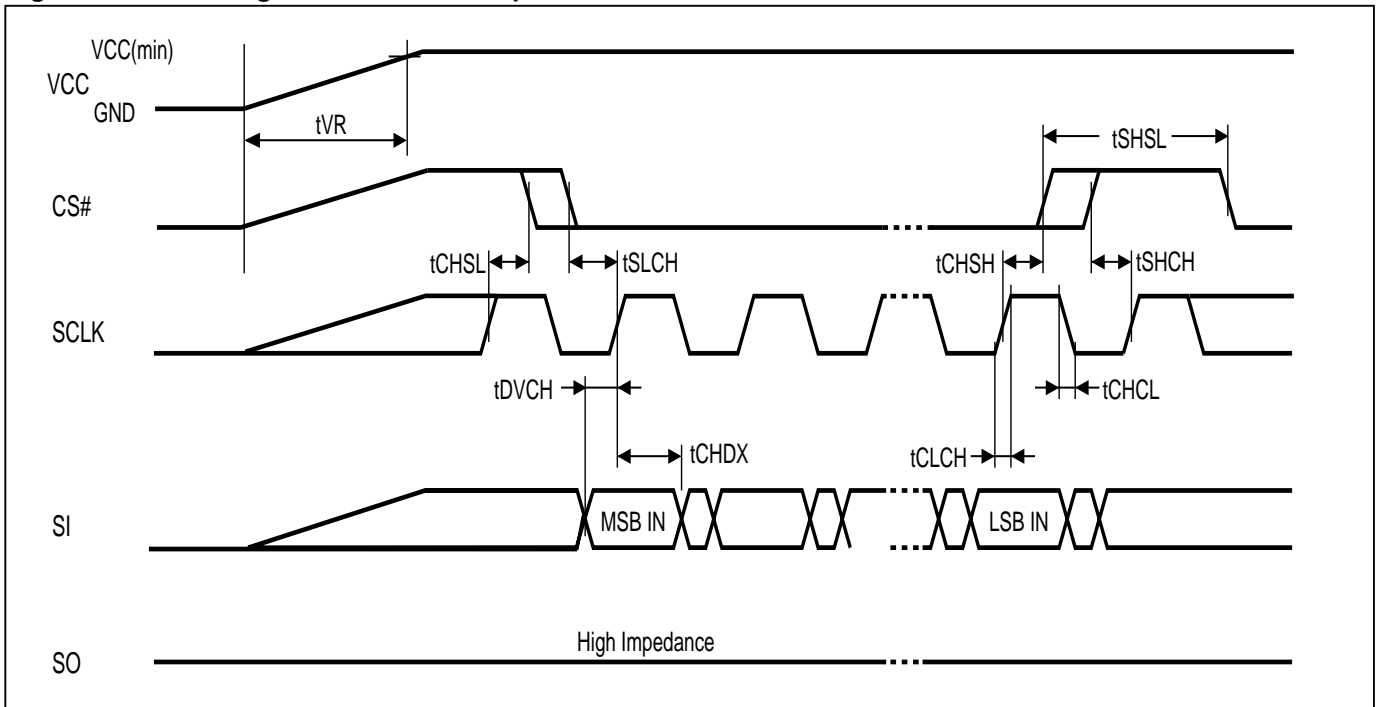 VCC(min)
VCC
GND
tVR
tSHSL
CS#
tCHSL
tSLCH
tCHSH
tSHCH
SCLK
tDVCH
tCHCL
tCHDX
tCLCH
SI
MSB IN
LSB IN
High Impedance
SO